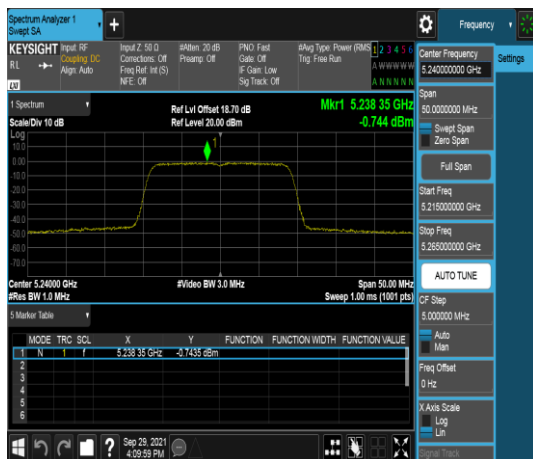 Spectrum Analyzer 1
Swept SA
Frequency
KEYSIGHT
RL
LXI
Input: RF
Coupling: DC
Align: Auto
Input Z: 50 Ω
Corrections: Off
Freq Ref: Int (S)
NFE: Off
#Atten: 20 dB
Preamp: Off
PNO: Fast
Gate: Off
IF Gain: Low
Sig Track: Off
#Avg Type: Power (RMS
Trig: Free Run
1 2 3 4 5 6
A W W W W W
A N N N N N
1 Spectrum
Scale/Div 10 dB
Ref Lvl Offset 18.70 dB
Ref Level 20.00 dBm
Mkr1 5.238 35 GHz
-0.744 dBm
Log
10.0
0.00
-10.0
-20.0
-30.0
-40.0
-50.0
-60.0
-70.0
1
Center 5.24000 GHz
#Res BW 1.0 MHz
#Video BW 3.0 MHz
Span 50.00 MHz
Sweep 1.00 ms (1001 pts)
5 Marker Table
MODE TRC SCL X Y FUNCTION FUNCTION WIDTH FUNCTION VALUE
1 N 1 f 5.238 35 GHz -0.7435 dBm
2
3
4
5
6
Sep 29, 2021
4:09:59 PM
Center Frequency
5.240000000 GHz
Settings
Span
50.0000000 MHz
Swept Span
Zero Span
Full Span
Start Freq
5.215000000 GHz
Stop Freq
5.265000000 GHz
AUTO TUNE
CF Step
5.000000 MHz
Auto
Man
Freq Offset
0 Hz
X Axis Scale
Log
Lin
Signal Track